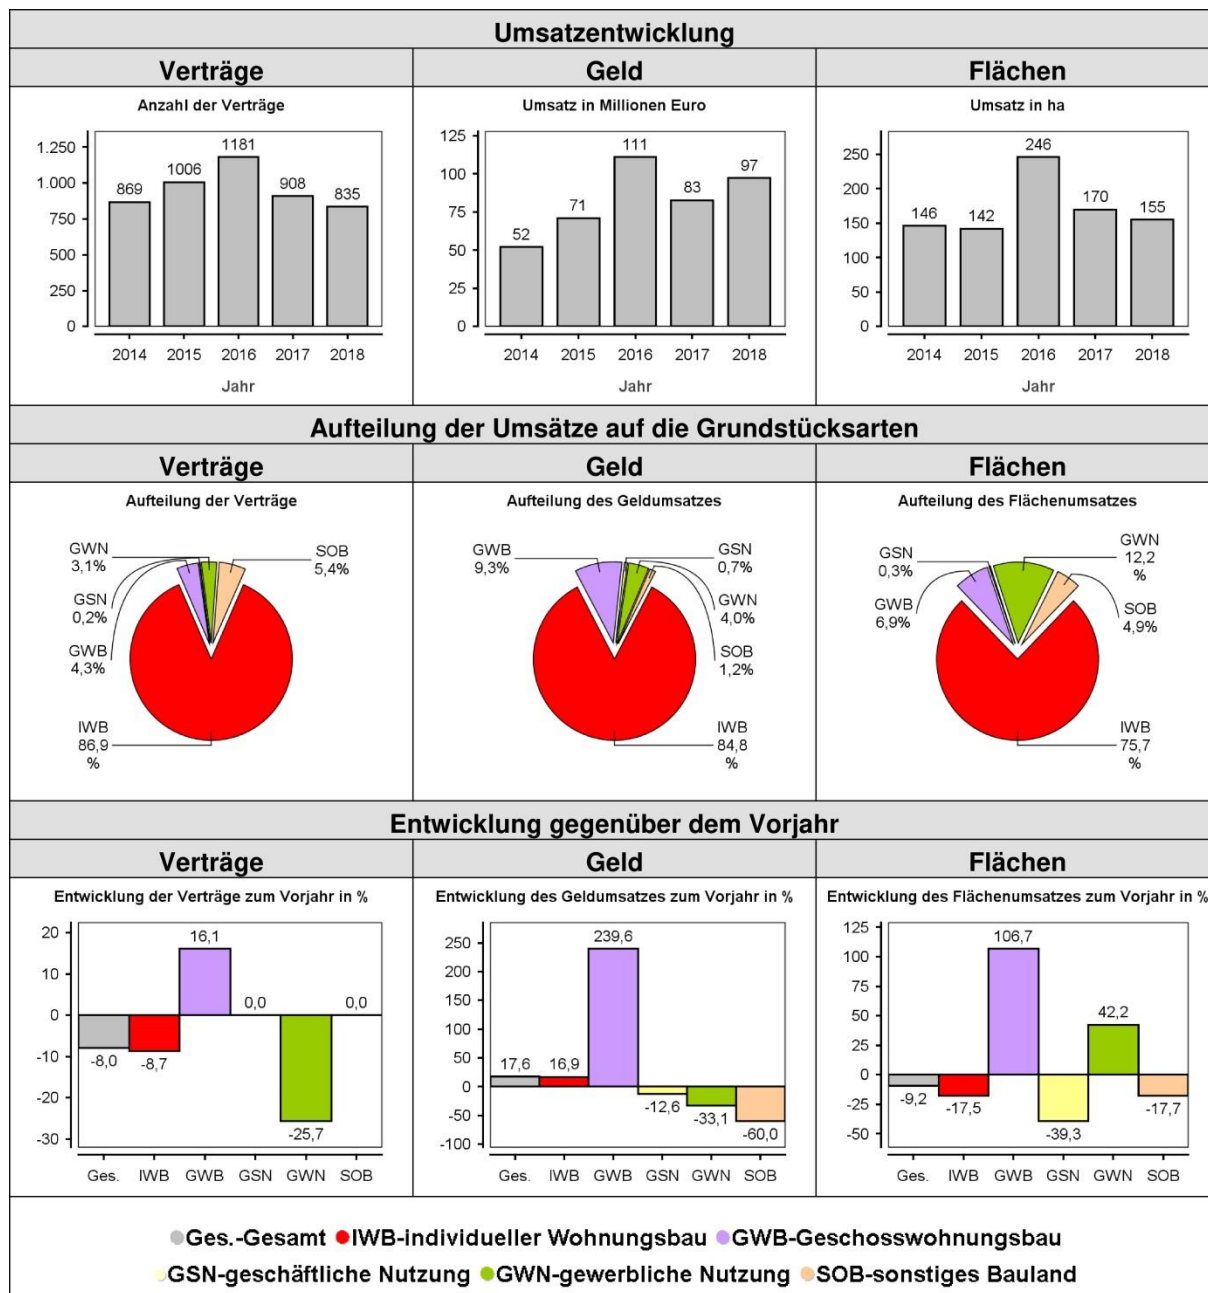 Umsatzentwicklung
Verträge
Geld
Flächen
Anzahl der Verträge
1.250
1.000
750
500
250
0
869
1006
1181
908
835
2014 2015 2016 2017 2018
Jahr
Umsatz in Millionen Euro
125
100
75
50
25
0
52
71
111
83
97
2014 2015 2016 2017 2018
Jahr
Umsatz in ha
250
200
150
100
50
0
146
142
246
170
155
2014 2015 2016 2017 2018
Jahr
Aufteilung der Umsätze auf die Grundstücksarten
Verträge
Geld
Flächen
Aufteilung der Verträge
GWN
3,1%
SOB
5,4%
GSN
0,2%
GWB
4,3%
IWB
86,9
%
Aufteilung des Geldumsatzes
GWB
9,3%
GSN
0,7%
GWN
4,0%
SOB
1,2%
IWB
84,8
%
Aufteilung des Flächenumsatzes
GSN
0,3%
GWN
12,2
%
GWB
6,9%
SOB
4,9%
IWB
75,7
%
Entwicklung gegenüber dem Vorjahr
Verträge
Geld
Flächen
Entwicklung der Verträge zum Vorjahr in %
20
10
0
-10
-20
-30
-8,0
-8,7
16,1
0,0
-25,7
0,0
Ges. IWB GWB GSN GWN SOB
Entwicklung des Geldumsatzes zum Vorjahr in %
250
200
150
100
50
0
-50
-100
17,6
16,9
239,6
-12,6
-33,1
-60,0
Ges. IWB GWB GSN GWN SOB
Entwicklung des Flächenumsatzes zum Vorjahr in %
125
100
75
50
25
0
-25
-50
-9,2
-17,5
106,7
-39,3
42,2
-17,7
Ges. IWB GWB GSN GWN SOB
Ges.-Gesamt IWB-individueller Wohnungsbau GWB-Geschosswohnungsbau
GSN-geschäftliche Nutzung GWN-gewerbliche Nutzung SOB-sonstiges Bauland